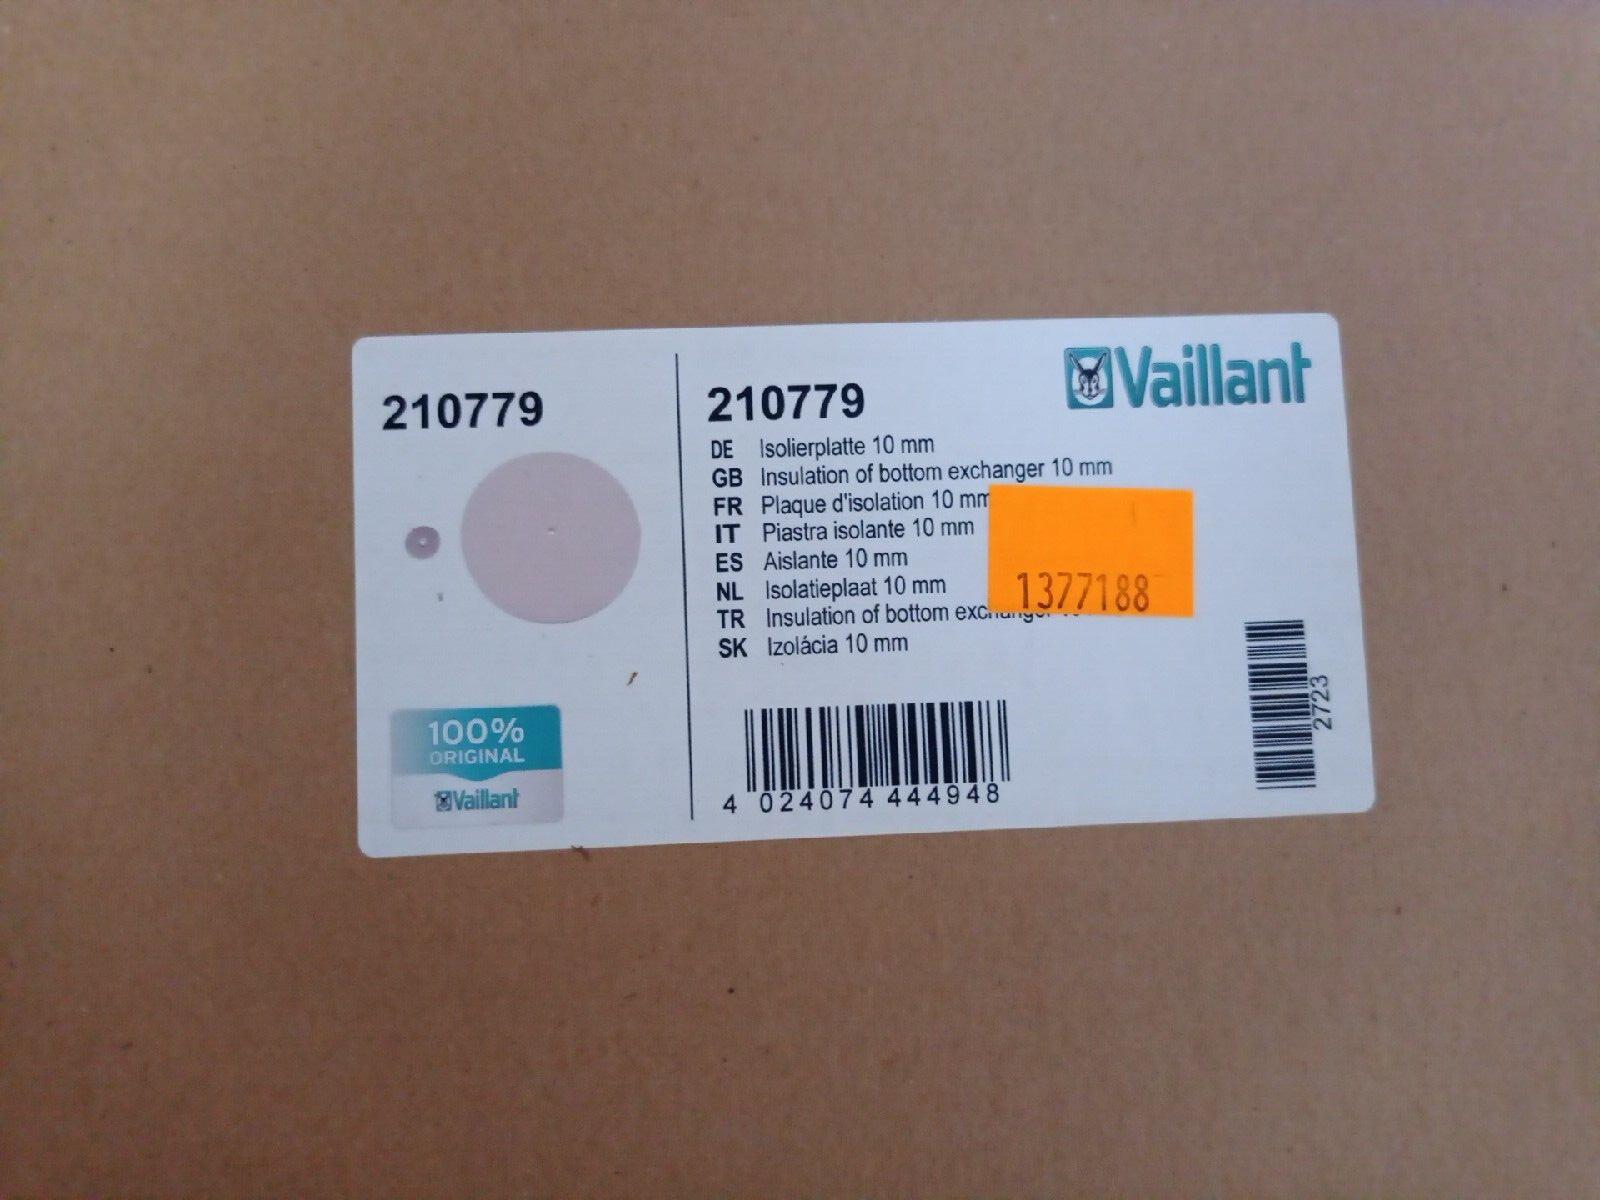 210779
100%
ORIGINAL
Vaillant
Vaillant
210779
DE Isolierplatte 10 mm
GB Insulation of bottom exchanger 10 mm
FR Plaque d'isolation 10 mm
IT Piastra isolante 10 mm
ES Aislante 10 mm
NL Isolatieplaat 10 mm
TR Insulation of bottom
SK Izolácia 10 mm
1377188
4 024074 444948
2723